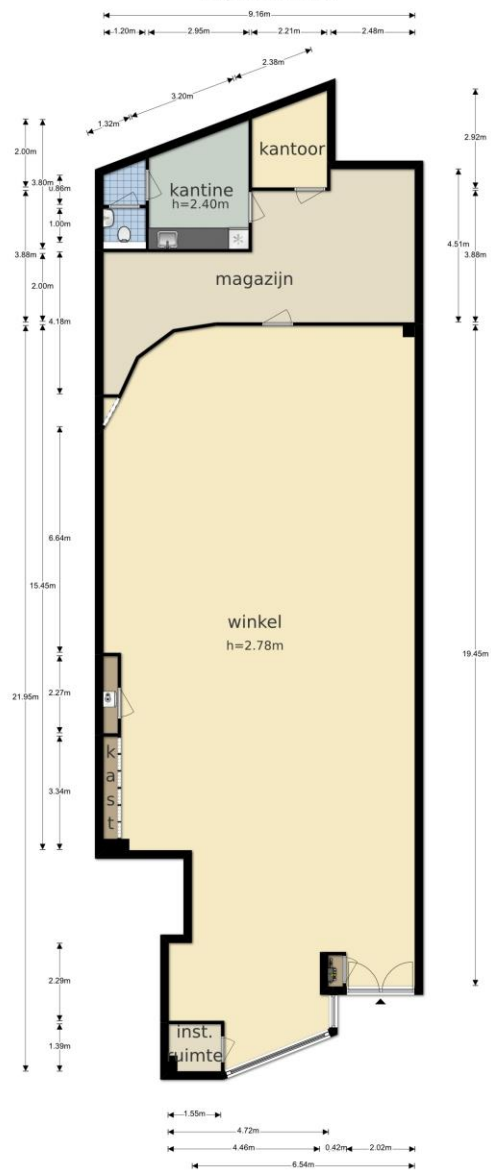 9.16m
1.20m 2.95m 2.21m 2.48m
2.38m
3.20m
1.32m
2.00m
3.80m
0.86m
1.00m
3.88m
2.00m
4.18m
2.92m
4.51m
3.88m
kantoor
kantine
h=2.40m
magazijn
6.64m
15.45m
winkel
h=2.78m
19.45m
21.95m
2.27m
3.34m
k
a
s
t
2.29m
1.39m
inst.
ruimte
1.55m
4.72m
4.46m 0.42m 2.02m
6.54m